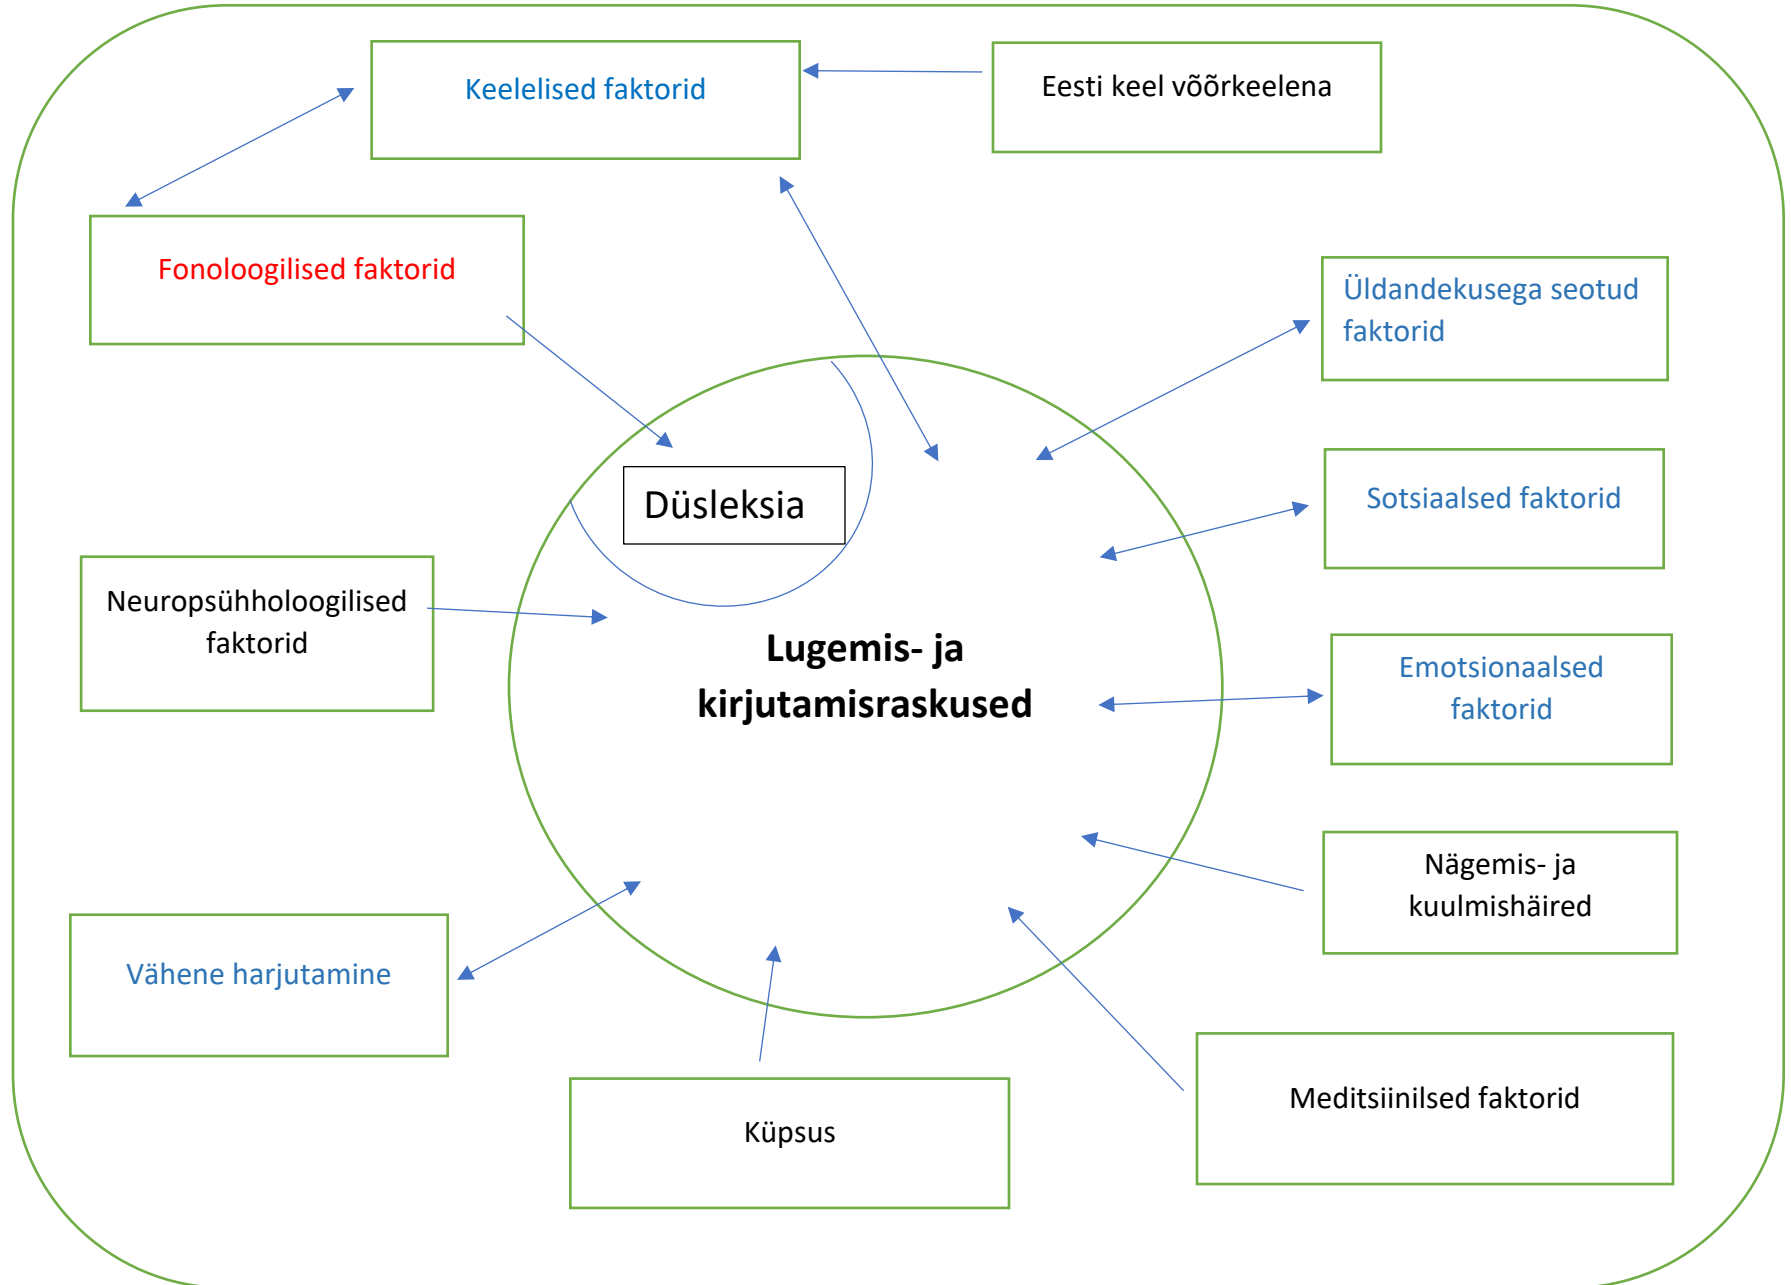 Keelelised faktorid
Eesti keel võõrkeelena
Fonoloogilised faktorid
Üldandekusega seotud
faktorid
Düsleksia
Sotsiaalsed faktorid
Neuropsühholoogilised
faktorid
Lugemis- ja
kirjutamisraskused
Emotsionaalsed
faktorid
Nägemis- ja
kuulmishäired
Vähene harjutamine
Meditsiinilsed faktorid
Küpsus